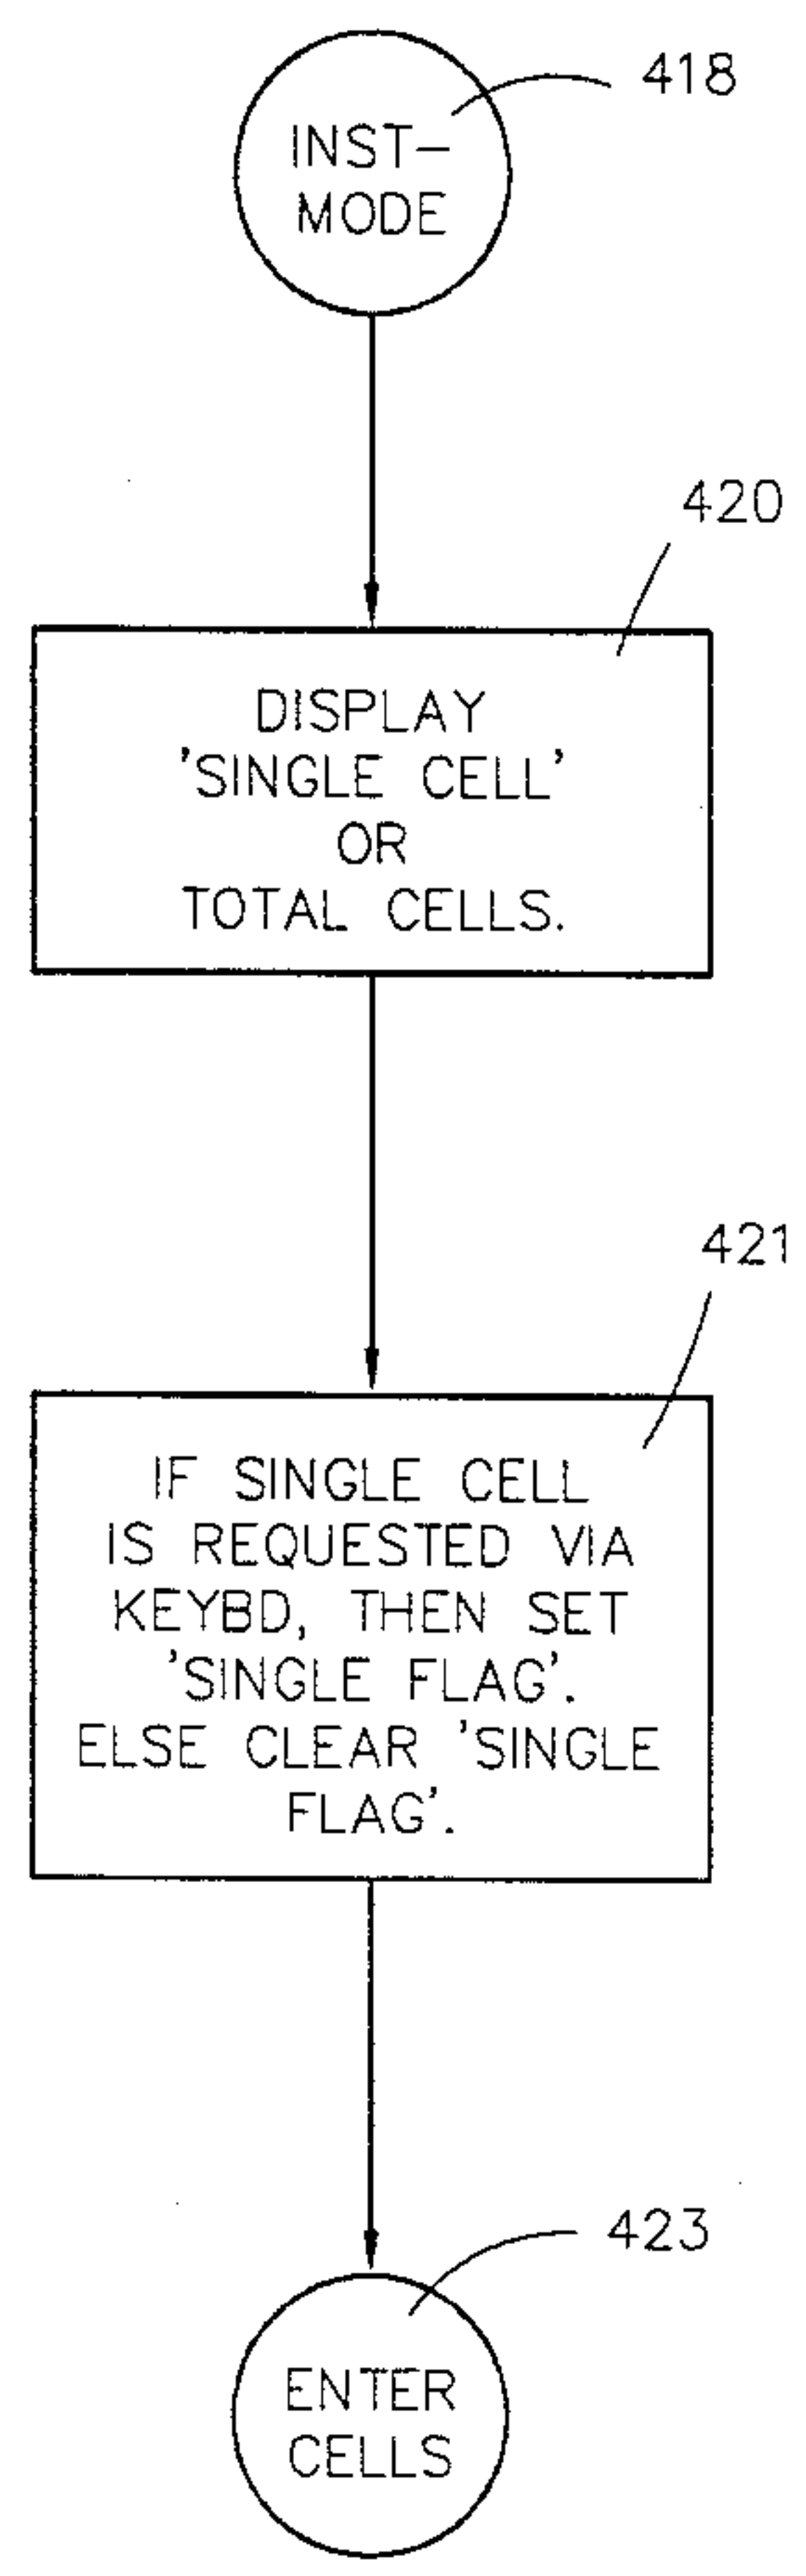 418
INST-
MODE
420
DISPLAY
'SINGLE CELL'
OR
TOTAL CELLS.
421
IF SINGLE CELL
IS REQUESTED VIA
KEYBD, THEN SET
'SINGLE FLAG'.
ELSE CLEAR 'SINGLE
FLAG'.
423
ENTER
CELLS